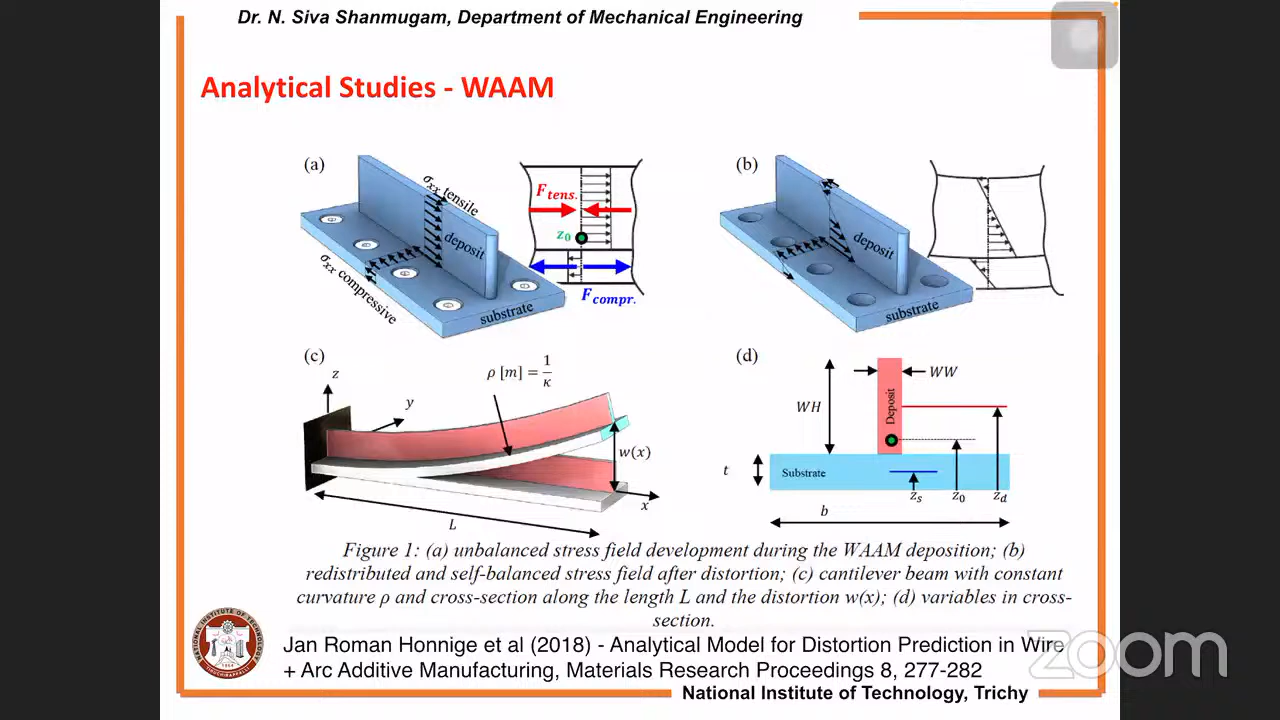 Dr. N. Siva Shanmugam, Department of Mechanical Engineering
Analytical Studies - WAAM
(a)
σxx tensile
deposit
σxx compressive
substrate
Ftens.
z0
Fcompr.
(b)
deposit
substrate
(c)
z
y
ρ [m] = 1/κ
w(x)
x
L
(d)
WH
WW
Deposit
t
Substrate
zs
z0
zd
b
Figure 1: (a) unbalanced stress field development during the WAAM deposition; (b)
redistributed and self-balanced stress field after distortion; (c) cantilever beam with constant
curvature ρ and cross-section along the length L and the distortion w(x); (d) variables in cross-
section.
Jan Roman Honnige et al (2018) - Analytical Model for Distortion Prediction in Wire
+ Arc Additive Manufacturing, Materials Research Proceedings 8, 277-282
zoom
National Institute of Technology, Trichy